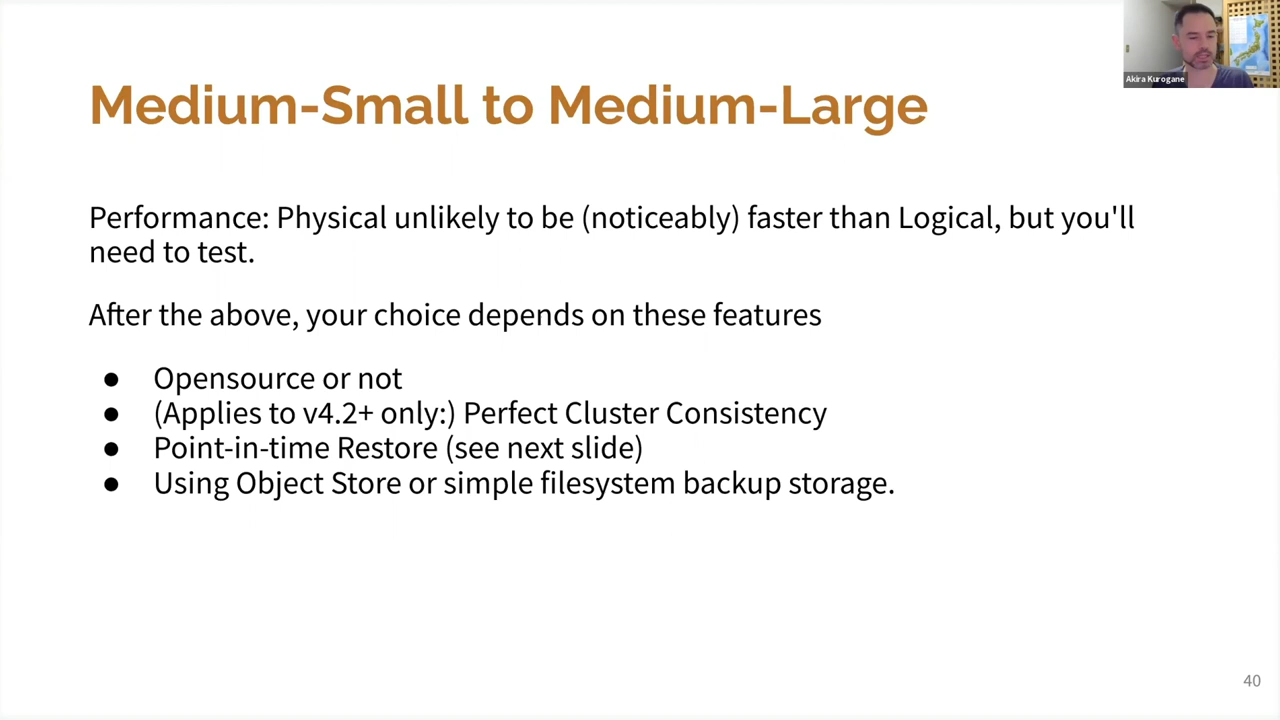 Akira Kurogane
Medium-Small to Medium-Large
Performance: Physical unlikely to be (noticeably) faster than Logical, but you'll
need to test.
After the above, your choice depends on these features
● Opensource or not
● (Applies to v4.2+ only:) Perfect Cluster Consistency
● Point-in-time Restore (see next slide)
● Using Object Store or simple filesystem backup storage.
40